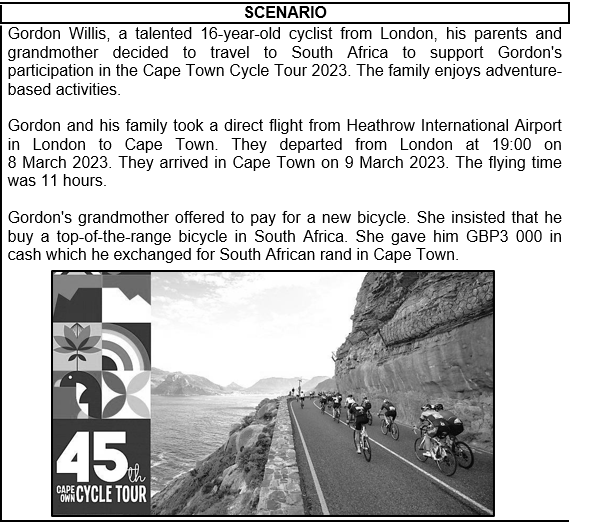 SCENARIO
Gordon Willis, a talented 16-year-old cyclist from London, his parents and
grandmother decided to travel to South Africa to support Gordon's
participation in the Cape Town Cycle Tour 2023. The family enjoys adventure-
based activities.
Gordon and his family took a direct flight from Heathrow International Airport
in London to Cape Town. They departed from London at 19:00 on
8 March 2023. They arrived in Cape Town on 9 March 2023. The flying time
was 11 hours.
Gordon's grandmother offered to pay for a new bicycle. She insisted that he
buy a top-of-the-range bicycle in South Africa. She gave him GBP3 000 in
cash which he exchanged for South African rand in Cape Town.
45th
CAPE
TOWN CYCLE TOUR